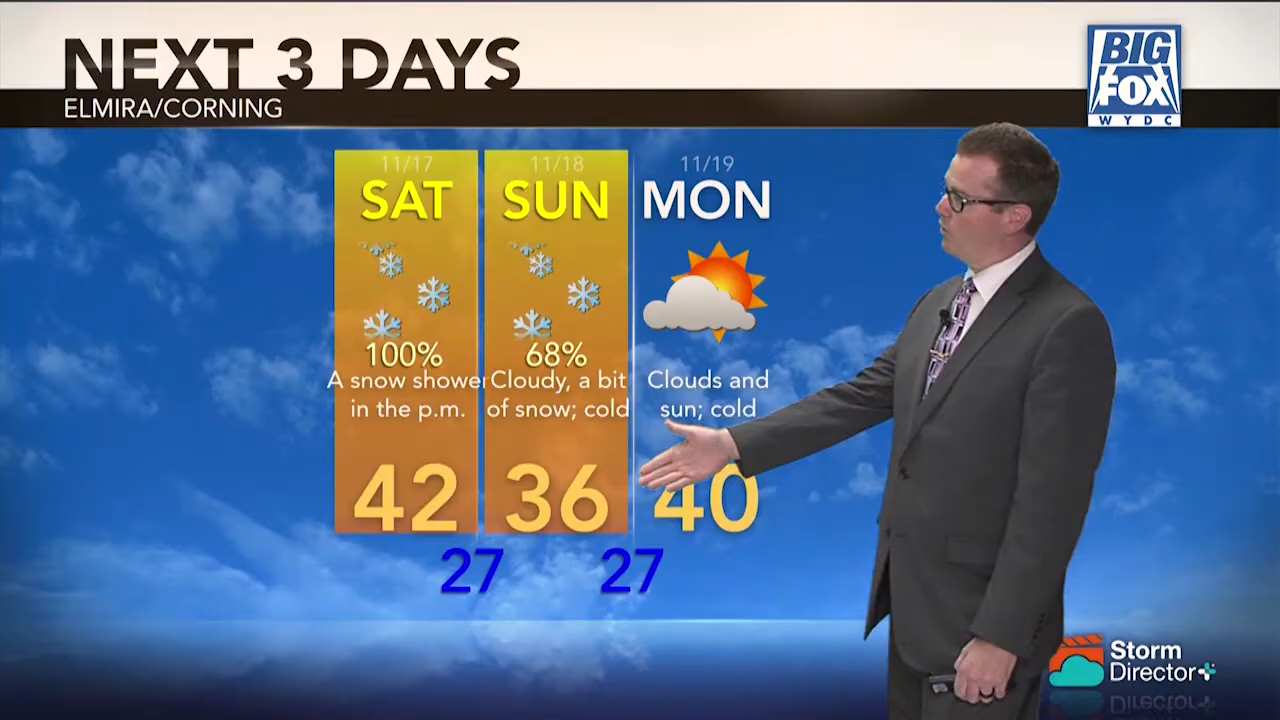 NEXT 3 DAYS
ELMIRA/CORNING
BIG
FOX
WYDC
11/17
SAT
100%
A snow shower
in the p.m.
42
11/18
SUN
68%
Cloudy, a bit
of snow; cold
36
11/19
MON
Clouds and
sun; cold
40
27
27
Storm
Director+